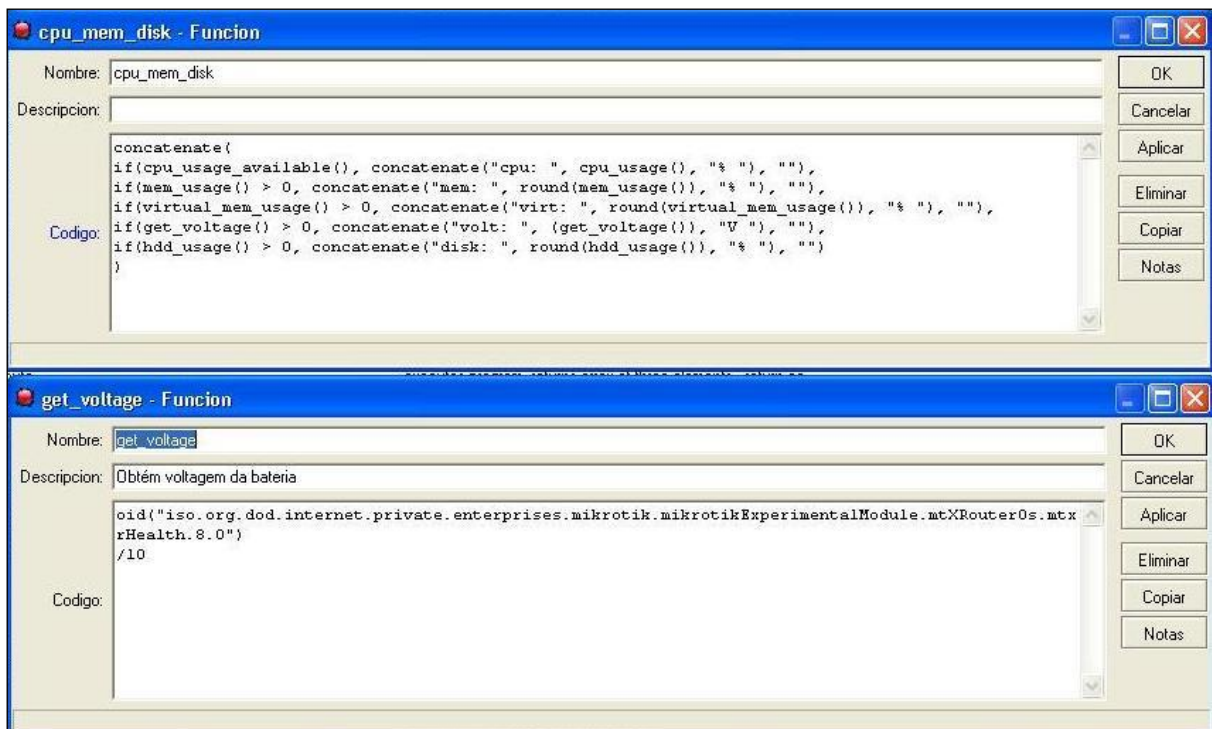 cpu_mem_disk - Funcion
Nombre: cpu_mem_disk
OK
Descripcion:
Cancelar
Codigo:
concatenate(
if(cpu_usage_available(), concatenate("cpu: ", cpu_usage(), "% "), ""),
if(mem_usage() > 0, concatenate("mem: ", round(mem_usage()), "% "), ""),
if(virtual_mem_usage() > 0, concatenate("virt: ", round(virtual_mem_usage()), "% "), ""),
if(get_voltage() > 0, concatenate("volt: ", (get_voltage()), "V "), ""),
if(hdd_usage() > 0, concatenate("disk: ", round(hdd_usage()), "% "), "")
)
Aplicar
Eliminar
Copiar
Notas
get_voltage - Funcion
Nombre: get_voltage
OK
Descripcion: Obtém voltagem da bateria
Cancelar
Codigo:
oid("iso.org.dod.internet.private.enterprises.mikrotik.mikrotikExperimentalModule.mtXRouterOs.mtx
rHealth.8.0")
/10
Aplicar
Eliminar
Copiar
Notas